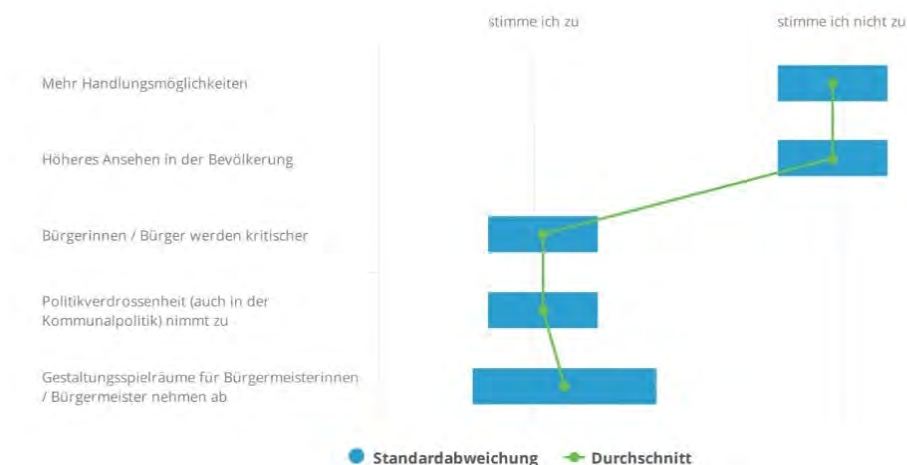 stimme ich zu
stimme ich nicht zu
Mehr Handlungsmöglichkeiten
Höheres Ansehen in der Bevölkerung
Bürgerinnen / Bürger werden kritischer
Politikverdrossenheit (auch in der
Kommunalpolitik) nimmt zu
Gestaltungsspielräume für Bürgermeisterinnen
/ Bürgermeister nehmen ab
Standardabweichung
Durchschnitt